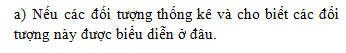 a) Nếu các đối tượng thống kê và cho biết các đối
tượng này được biểu diễn ở đâu.